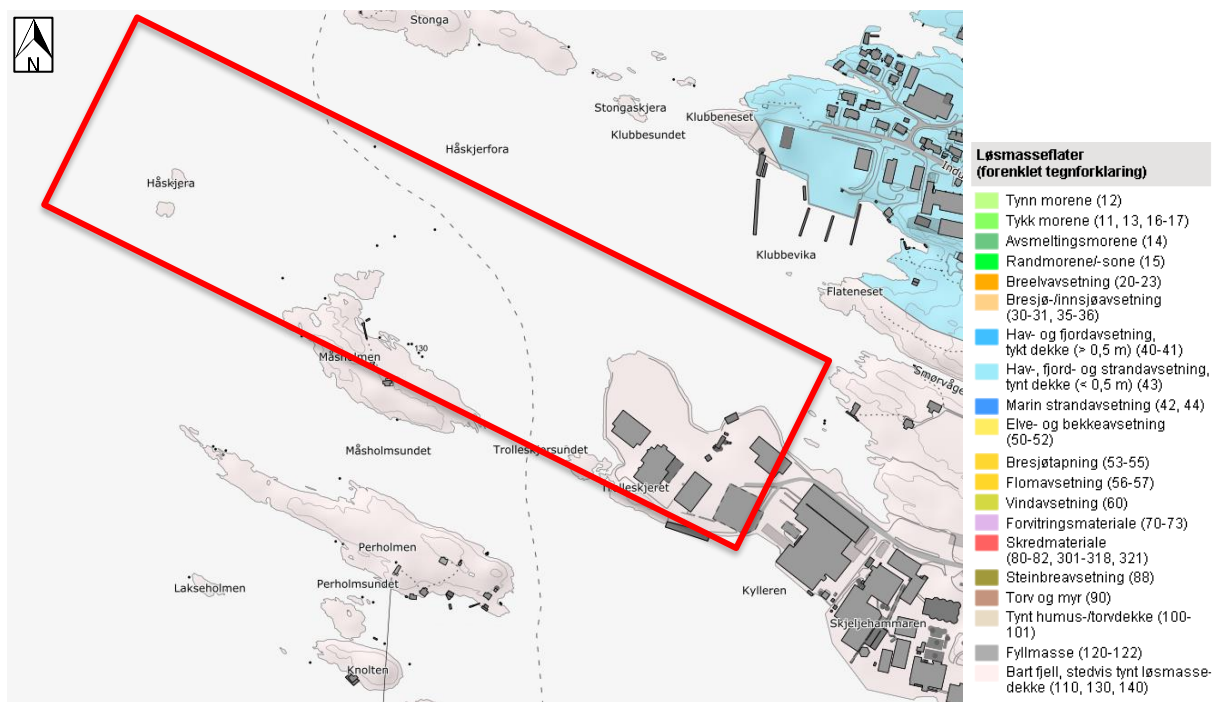 N
Stonga
Stongaskjera
Klubbeneset
Klubbesundet
Håskjerfora
Indu
Håskjera
Klubbevika
Flateneset
130
Måsholmen
Smørvåge
Måsholmsundet
Trolleskjersundet
Trolleskjeret
Perholmen
Perholmsundet
Lakseholmen
Kylleren
Skjeljehammaren
Knolten
Løsmasseflater
(forenklet tegnforklaring)
Tynn morene (12)
Tykk morene (11, 13, 16-17)
Avsmeltingsmorene (14)
Randmorene/-sone (15)
Breelvavsetning (20-23)
Bresjø-/innsjøavsetning
(30-31, 35-36)
Hav- og fjordavsetning,
tykt dekke (> 0,5 m) (40-41)
Hav-, fjord- og strandavsetning,
tynt dekke (< 0,5 m) (43)
Marin strandavsetning (42, 44)
Elve- og bekkeavsetning
(50-52)
Bresjøtapning (53-55)
Flomavsetning (56-57)
Vindavsetning (60)
Forvitringsmateriale (70-73)
Skredmateriale
(80-82, 301-318, 321)
Steinbreavsetning (88)
Torv og myr (90)
Tynt humus-/torvdekke (100-
101)
Fyllmasse (120-122)
Bart fjell, stedvis tynt løsmasse-
dekke (110, 130, 140)